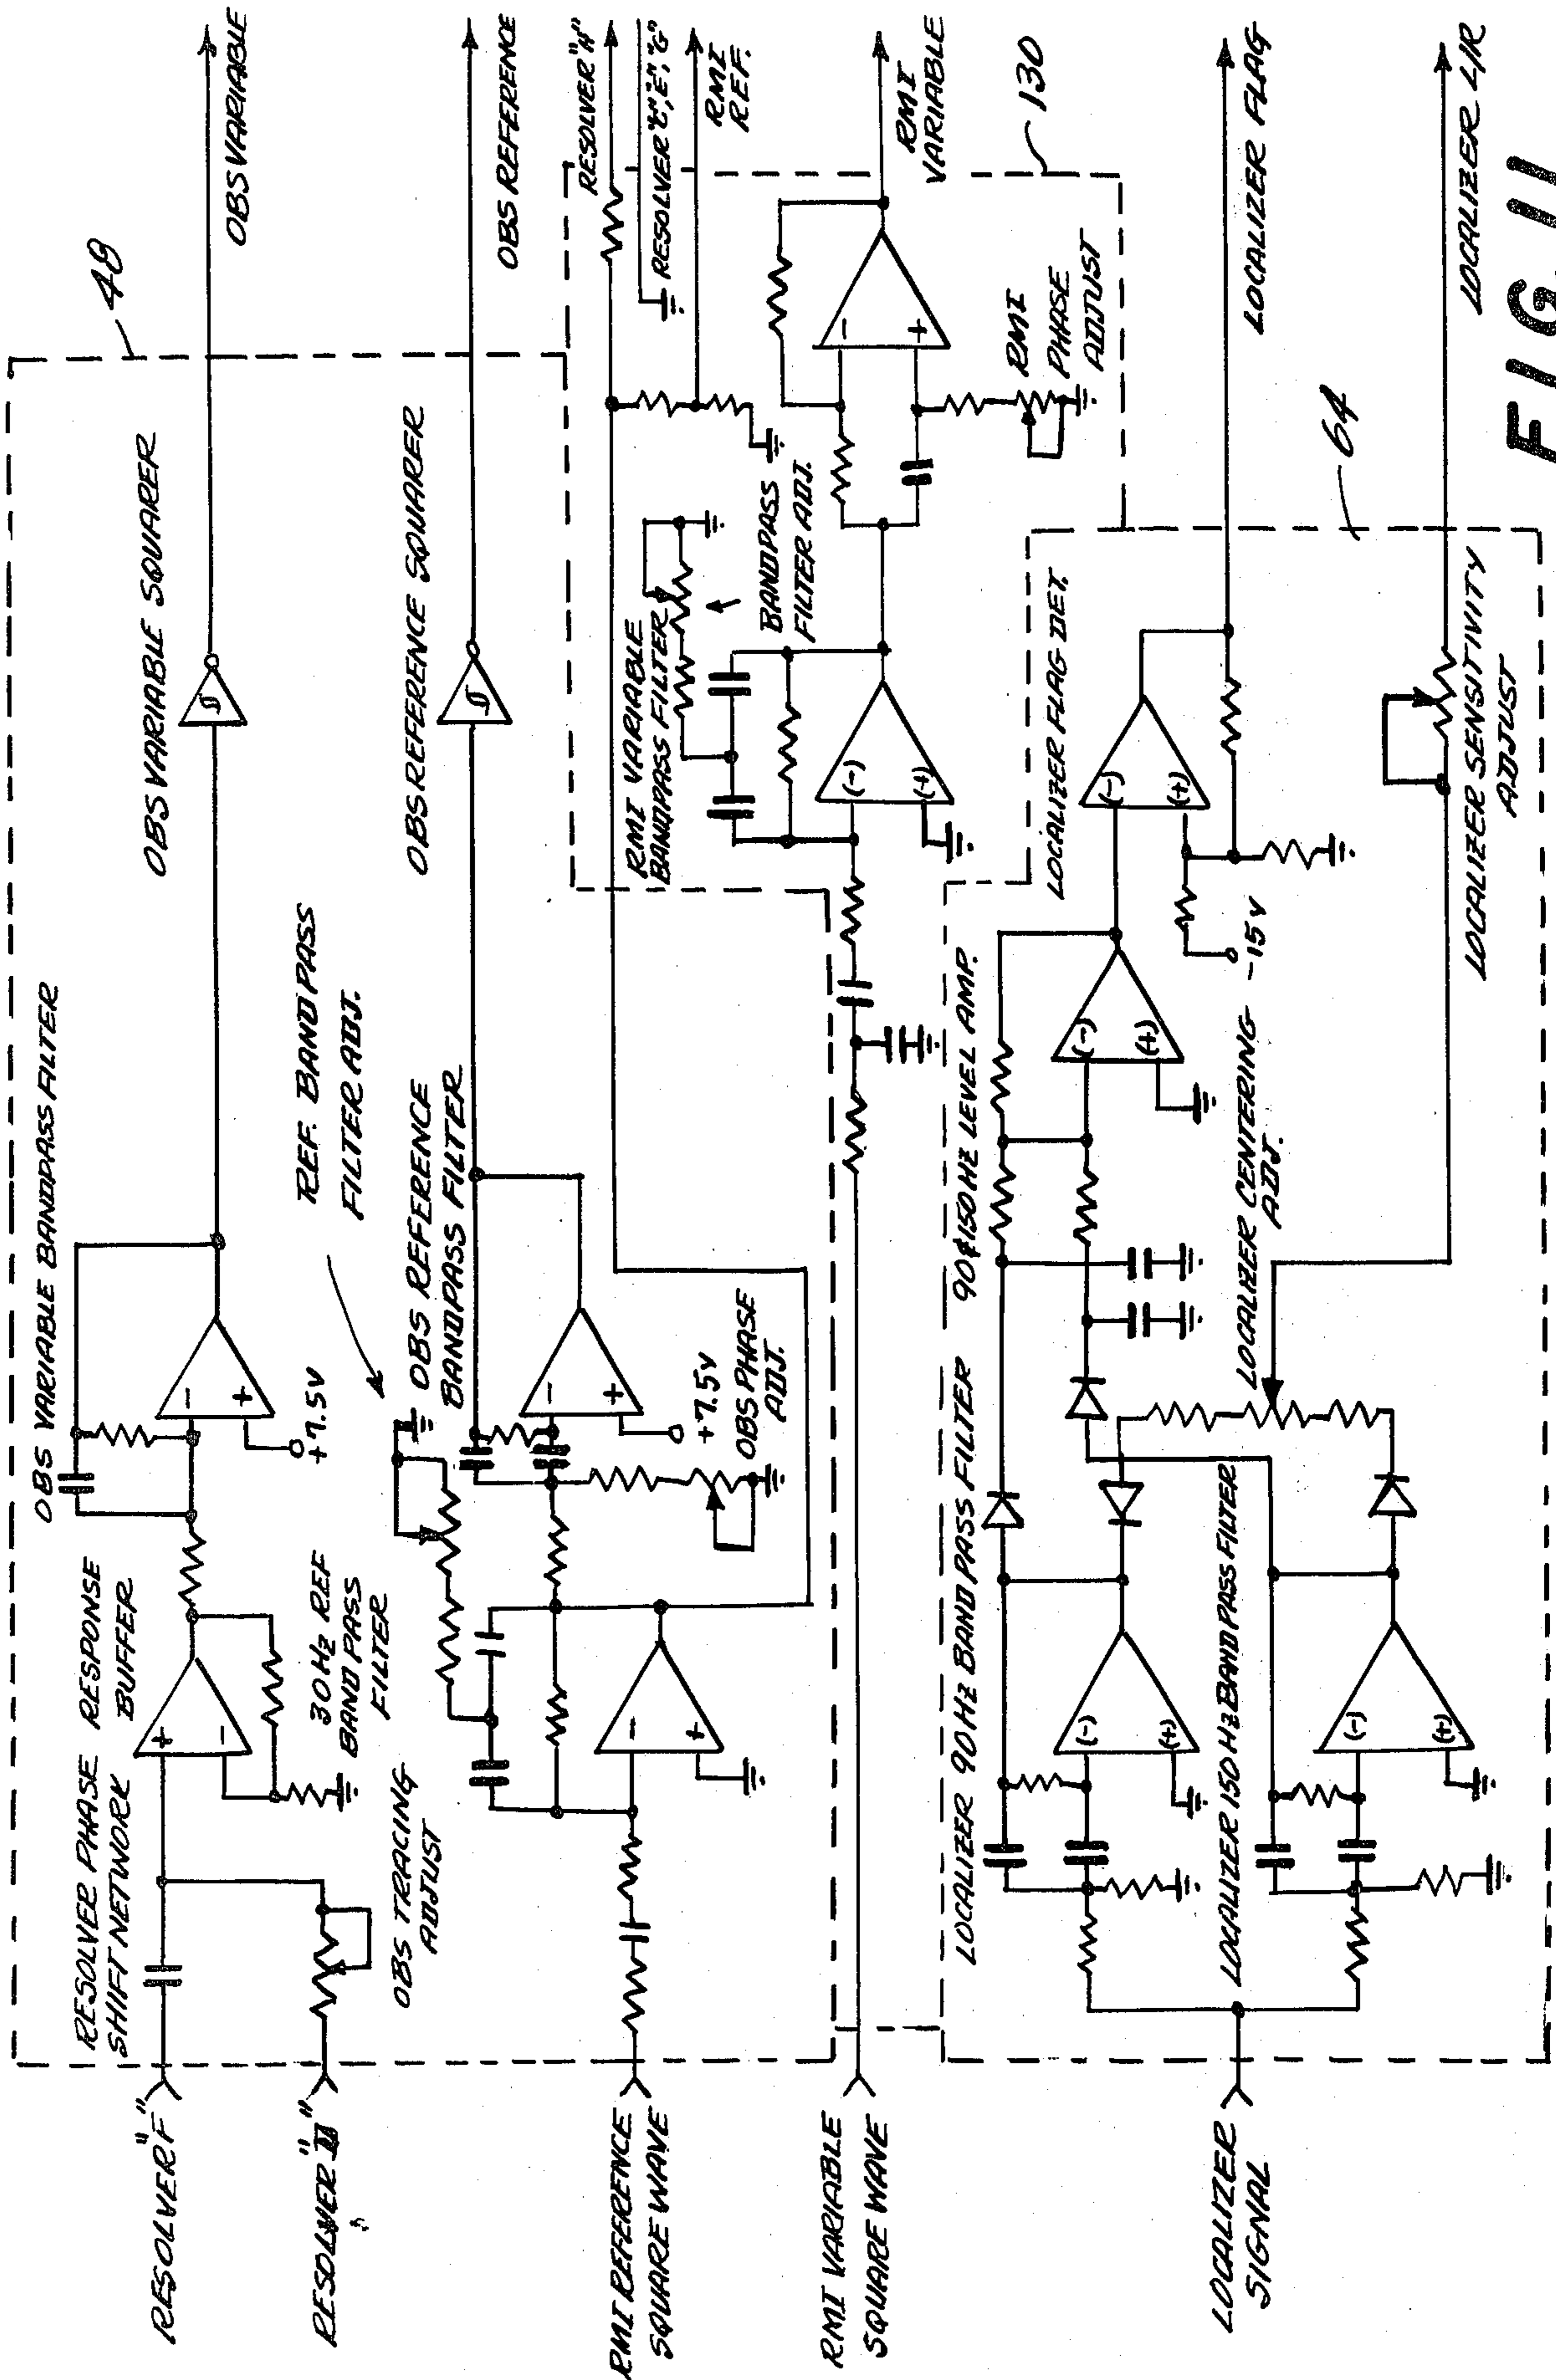 RESOLVER "F"
RESOLVER "D"
RMI REFERENCE
SQUARE WAVE
RMI VARIABLE
SQUARE WAVE
LOCALIZER
SIGNAL
RESOLVER PHASE
SHIFT NETWORK
RESPONSE
BUFFER
OBS VARIABLE BANDPASS FILTER
+7.5V
OBS VARIABLE SQUARER
48
OBS VARIABLE
OBS TRACING
ADJUST
30Hz REF
BAND PASS
FILTER
REF. BAND PASS
FILTER ADJ.
OBS REFERENCE
BANDPASS FILTER
+7.5V
OBS PHASE
ADJ.
OBS REFERENCE SQUARER
OBS REFERENCE
RESOLVER "H"
RESOLVER "C", "E", "G"
RMI
REF.
RMI VARIABLE
BANDPASS FILTER
BANDPASS
FILTER ADJ.
RMI
PHASE
ADJUST
RMI
VARIABLE
130
LOCALIZER 90Hz BAND PASS FILTER
90 & 150 HZ LEVEL AMP.
LOCALIZER FLAG DET.
LOCALIZER FLAG
-15V
LOCALIZER 150 HZ BAND PASS FILTER
LOCALIZER CENTERING
ADJ.
LOCALIZER SENSITIVITY
ADJUST
64
LOCALIZER L/R
FIG. 11
+
-
-
+
-
+
-
+
(-)
(+)
-
+
(-)
(+)
(-)
(+)
(-)
(+)
(-)
(+)